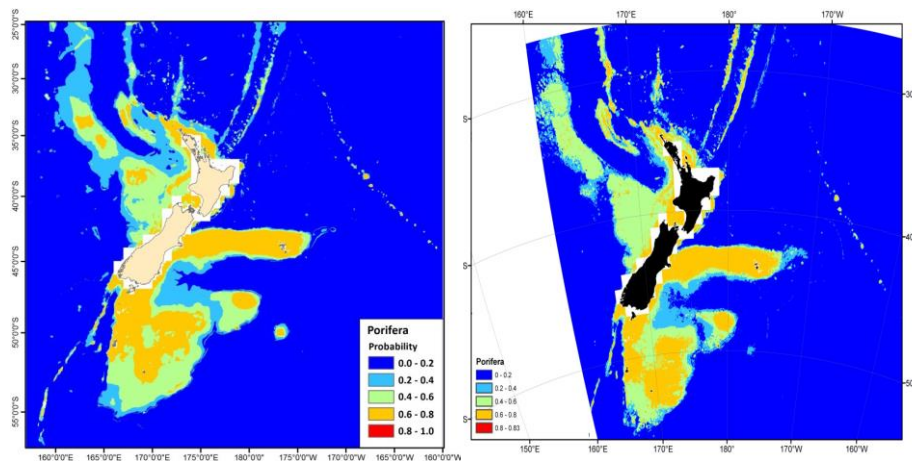 160°E 170°E 180° 170°W
25°0'0"S
30°0'0"S
35°0'0"S
40°0'0"S
45°0'0"S
50°0'0"S
55°0'0"S
S
S
S
30
40
50
Porifera
Probability
0.0 - 0.2
0.2 - 0.4
0.4 - 0.6
0.6 - 0.8
0.8 - 1.0
Porifera
0 - 0.2
0.2 - 0.4
0.4 - 0.6
0.6 - 0.8
0.8 - 0.83
160°0'0"E 165°0'0"E 170°0'0"E 175°0'0"E 180°0'0" 175°0'0"W 170°0'0"W 165°0'0"W 160°0'0"W
150°E 160°E 170°E 180° 170°W 160°W